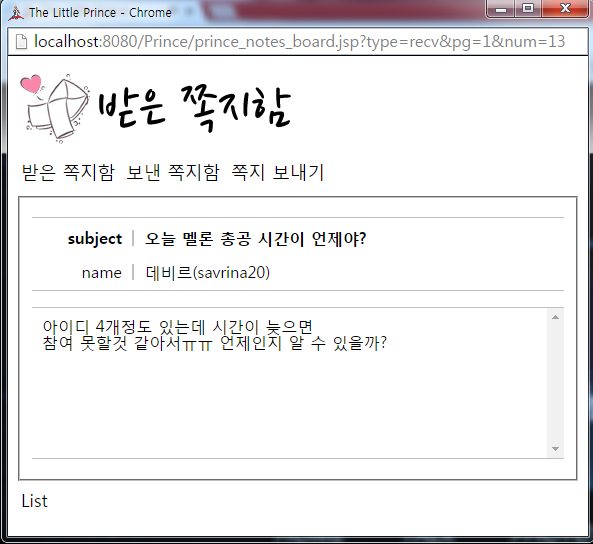 The Little Prince - Chrome
localhost:8080/Prince/prince_notes_board.jsp?type=recv&pg=1&num=13
받은 쪽지함
받은 쪽지함 보낸 쪽지함 쪽지 보내기
subject | 오늘 멜론 총공 시간이 언제야?
name | 데비르(savrina20)
아이디 4개정도 있는데 시간이 늦으면
참여 못할것 같아서ㅠㅠ 언제인지 알 수 있을까?
List